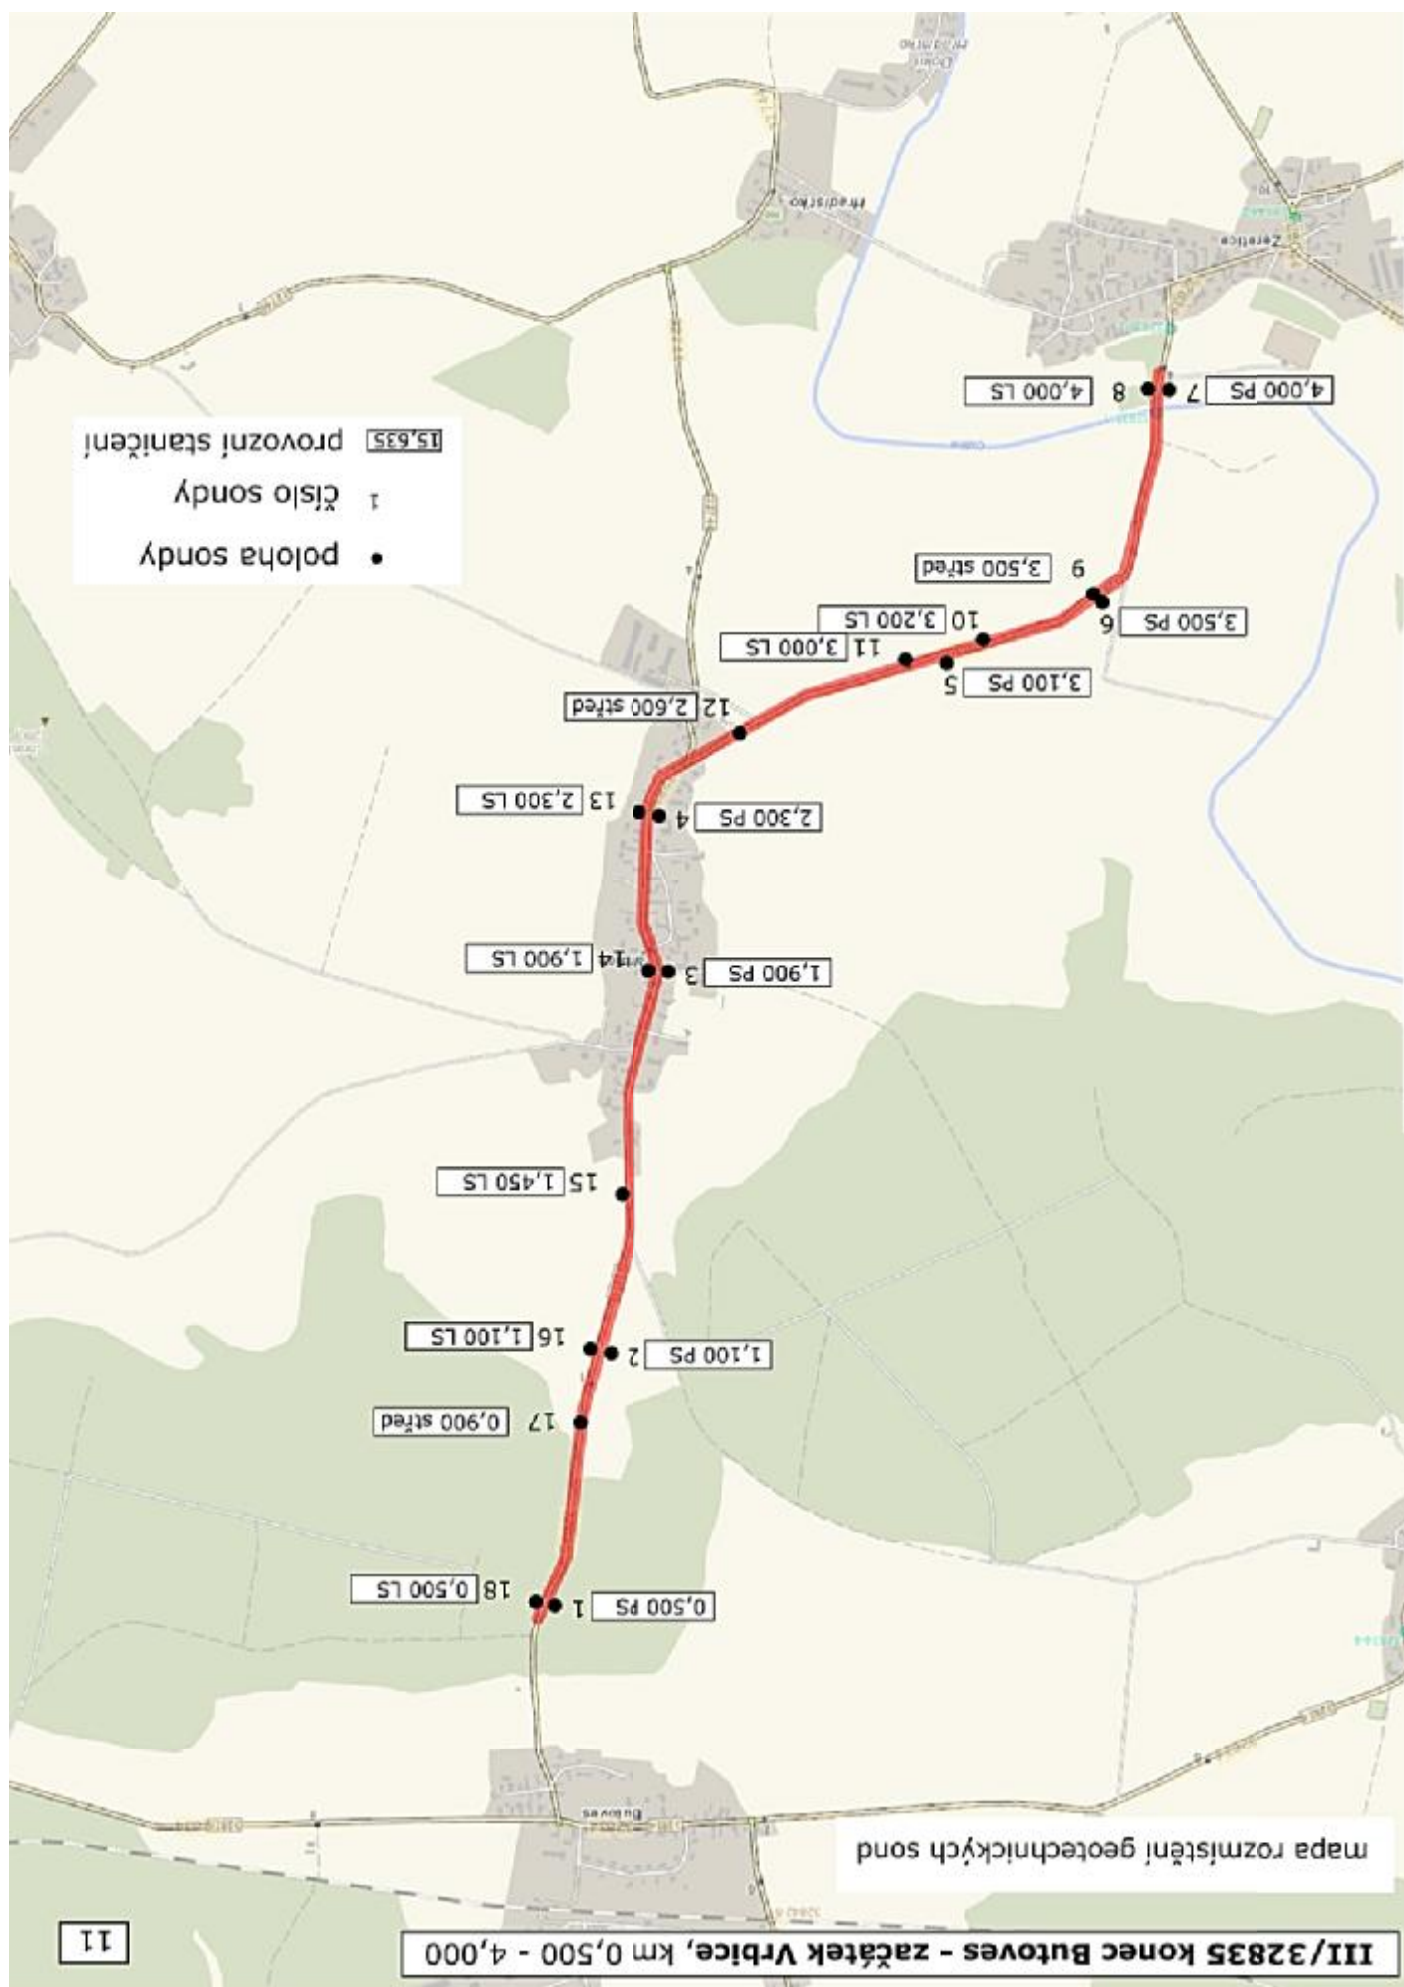 III/32835 konec Butoves - začátek Vrbice, km 0,500 - 4,000
11
mapa rozmístění geotechnických sond
Butoves
0,500 PS
1
18
0,500 LS
17
0,900 střed
1,100 PS
2
16
1,100 LS
15
1,450 LS
1,900 PS
3
14
1,900 LS
2,300 PS
4
13
2,300 LS
12
2,600 střed
3,100 PS
5
11
3,000 LS
10
3,200 LS
3,500 PS
6
9
3,500 střed
poloha sondy
1 číslo sondy
15,635 provozní staničení
4,000 PS
7
8
4,000 LS
Žeretice
Hradišťko